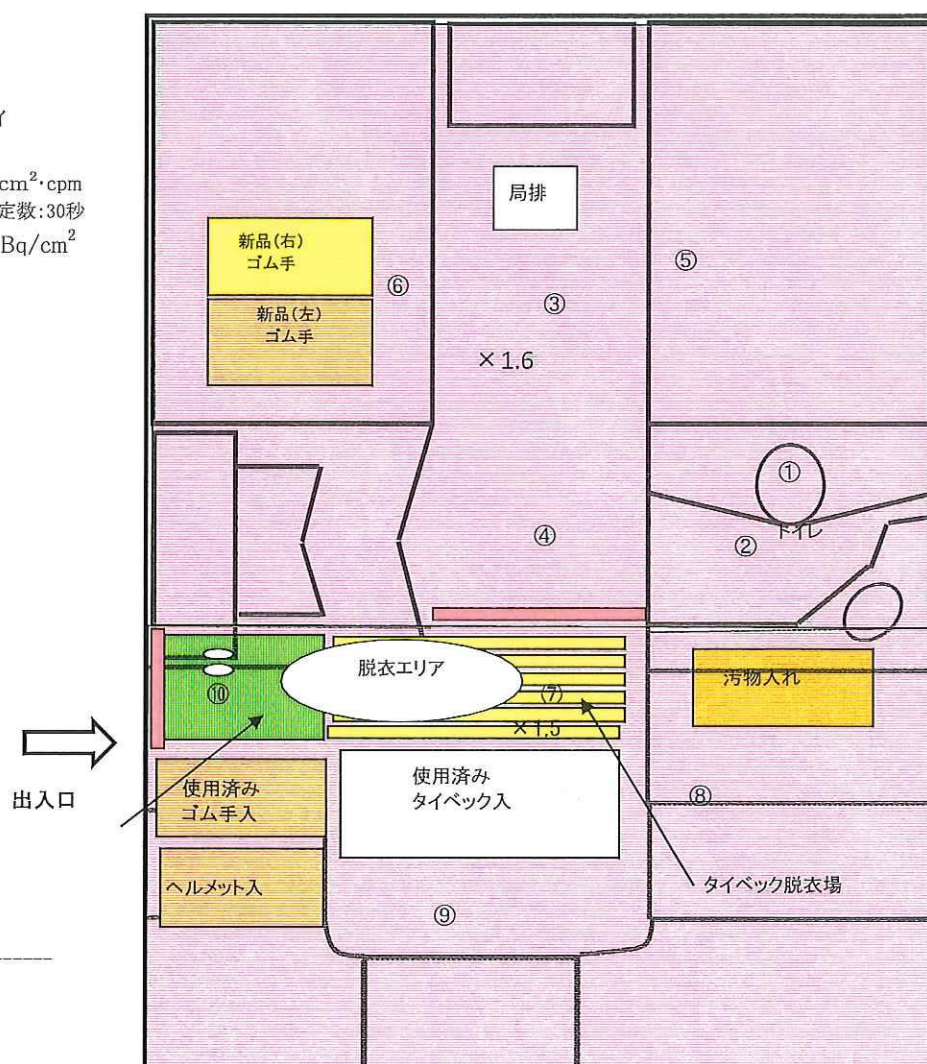 イ
cm²·cpm
定数:30秒
Bq/cm²
局排
新品(右)
ゴム手
⑥
⑤
③
新品(左)
ゴム手
×1.6
①
④
②
トイレ
脱衣エリア
⑩
(7)
×1.5
汚物入れ
出入口
使用済み
ゴム手入
使用済み
タイベック入
⑧
ヘルメット入
タイベック脱衣場
⑨